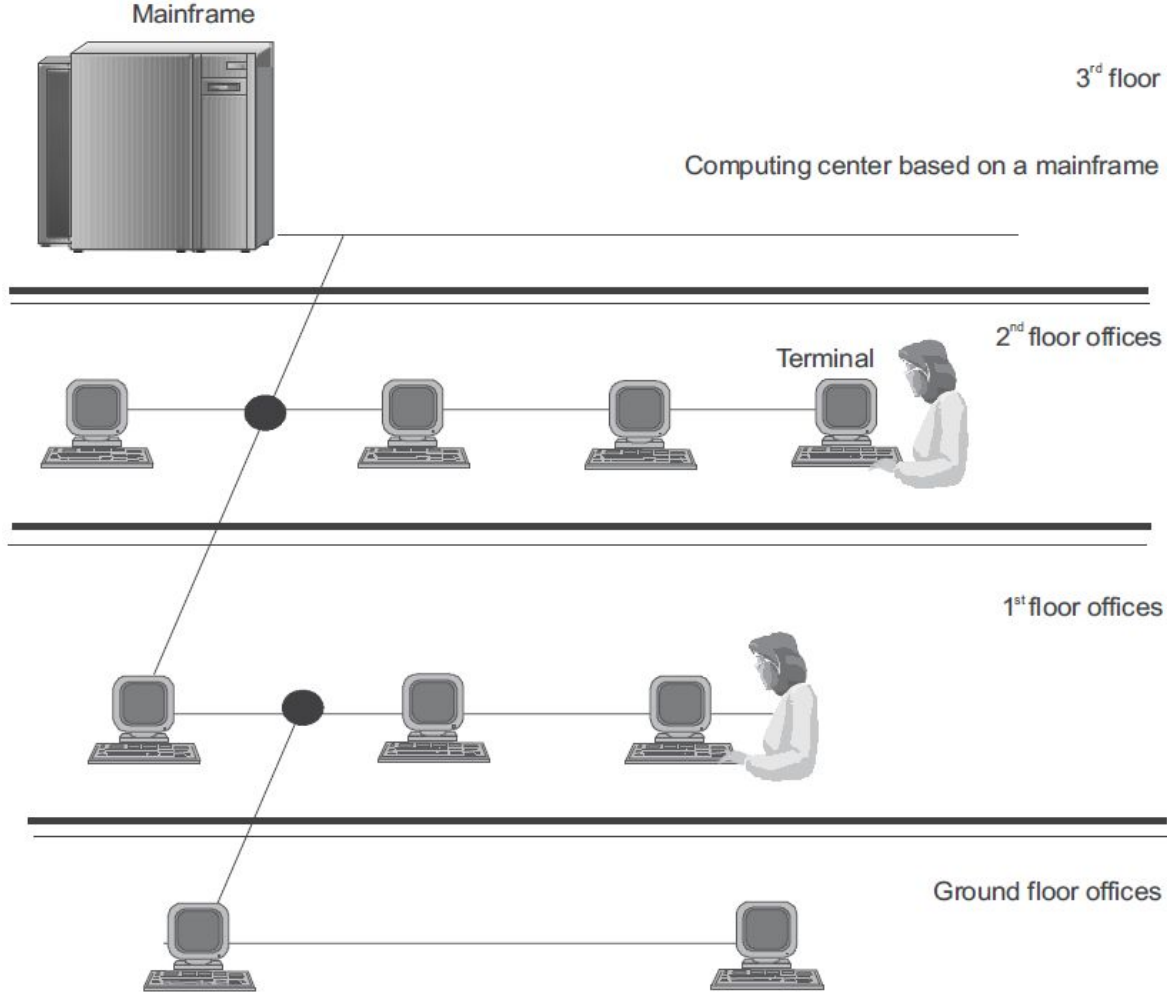 Mainframe
3rd floor
Computing center based on a mainframe
2nd floor offices
Terminal
1st floor offices
Ground floor offices